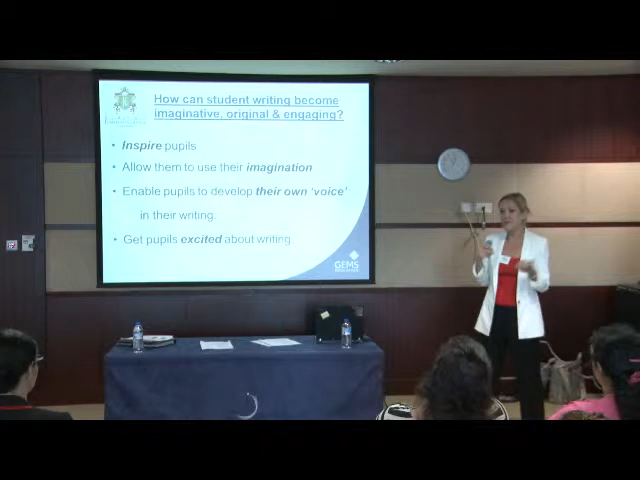 How can student writing become
imaginative, original & engaging?
• Inspire pupils
• Allow them to use their imagination
• Enable pupils to develop their own 'voice'
in their writing.
• Get pupils excited about writing
GEMS